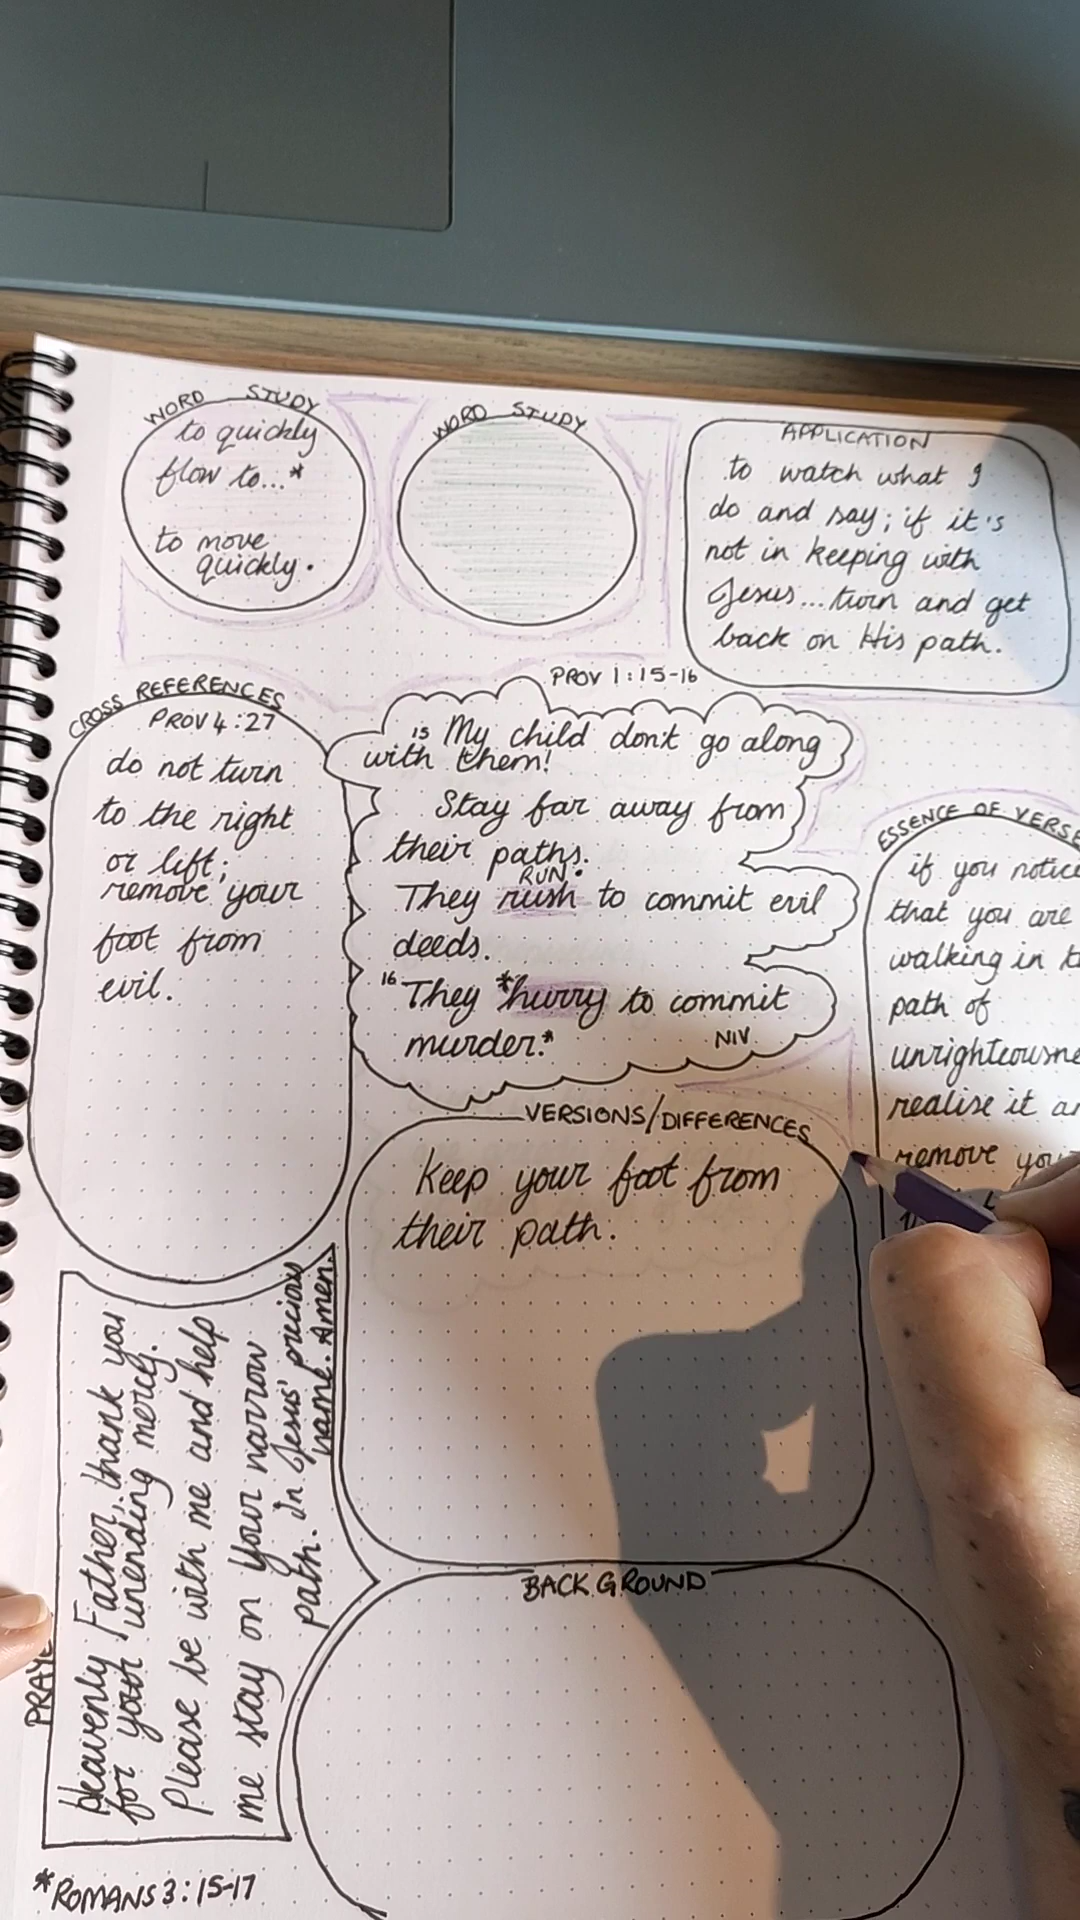 WORD STUDY
to quickly
flow to...*
to move
quickly.
WORD STUDY
APPLICATION
to watch what I
do and say; if it's
not in keeping with
Jesus...turn and get
back on His path.
CROSS REFERENCES
PROV 4:27
do not turn
to the right
or left;
remove your
foot from
evil.
PROV 1:15-16
15 My child don't go along
with them!
Stay far away from
their paths.
RUN.
They rush to commit evil
deeds.
16 They *hurry to commit
murder.*
NIV
ESSENCE OF VERSE
if you notice
that you are
walking in
path of
realise it
remove
VERSIONS/DIFFERENCES
Keep your foot from
their path.
BACKGROUND
heavenly Father, thank you
for your unending mercy.
Please be with me and help
me stay on your narrow
path. In Jesus' precious
name. Amen.
*ROMANS 3:15-17